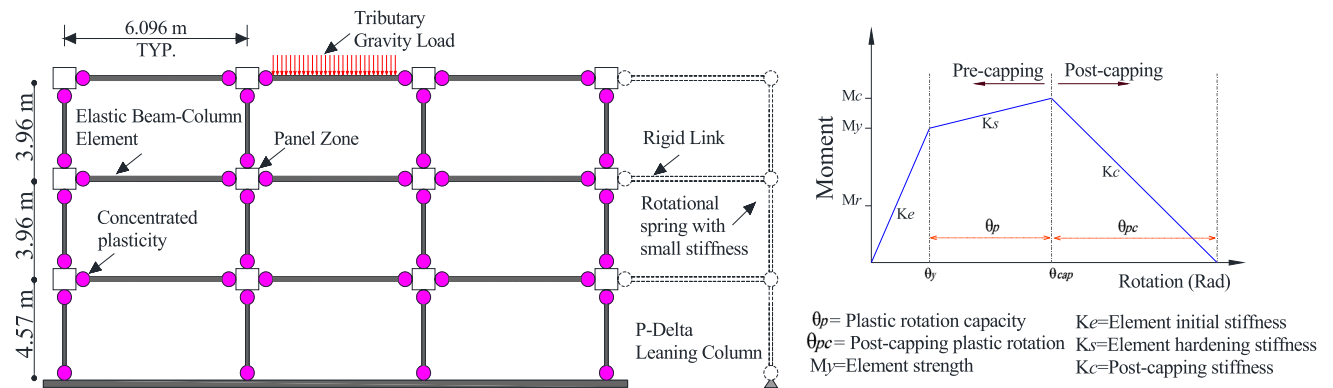 6.096 m
TYP.
Tributary
Gravity Load
3.96 m
3.96 m
4.57 m
Elastic Beam-Column
Element
Panel Zone
Concentrated
plasticity
Rigid Link
Rotational
spring with
small stiffness
P-Delta
Leaning Column
Moment
Mc
My
Mr
Pre-capping
Post-capping
Ke
Ks
Kc
θp
θpc
θy
θcap
Rotation (Rad)
θp= Plastic rotation capacity
θpc= Post-capping plastic rotation
My=Element strength
Ke=Element initial stiffness
Ks=Element hardening stiffness
Kc=Post-capping stiffness